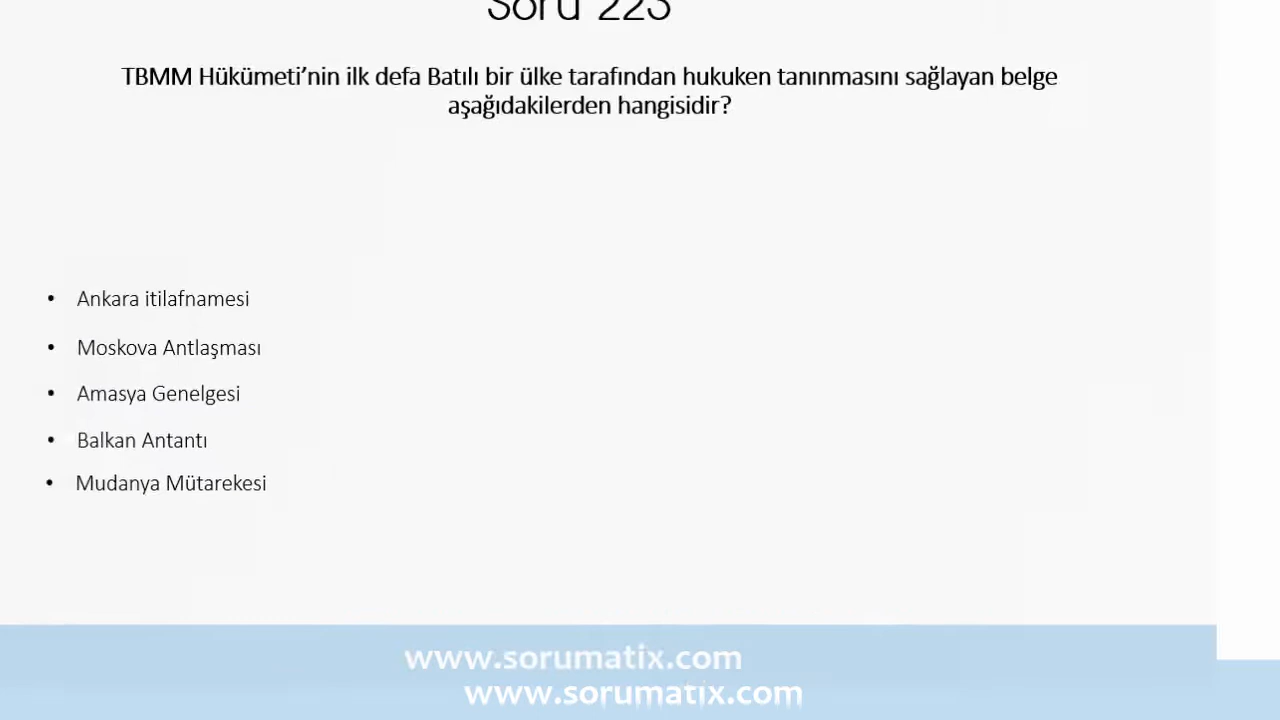 Soru 223
TBMM Hükümeti’nin ilk defa Batılı bir ülke tarafından hukuken tanınmasını sağlayan belge
aşağıdakilerden hangisidir?
• Ankara itilafnamesi
• Moskova Antlaşması
• Amasya Genelgesi
• Balkan Antantı
• Mudanya Mütarekesi
www.sorumatix.com
www.sorumatix.com